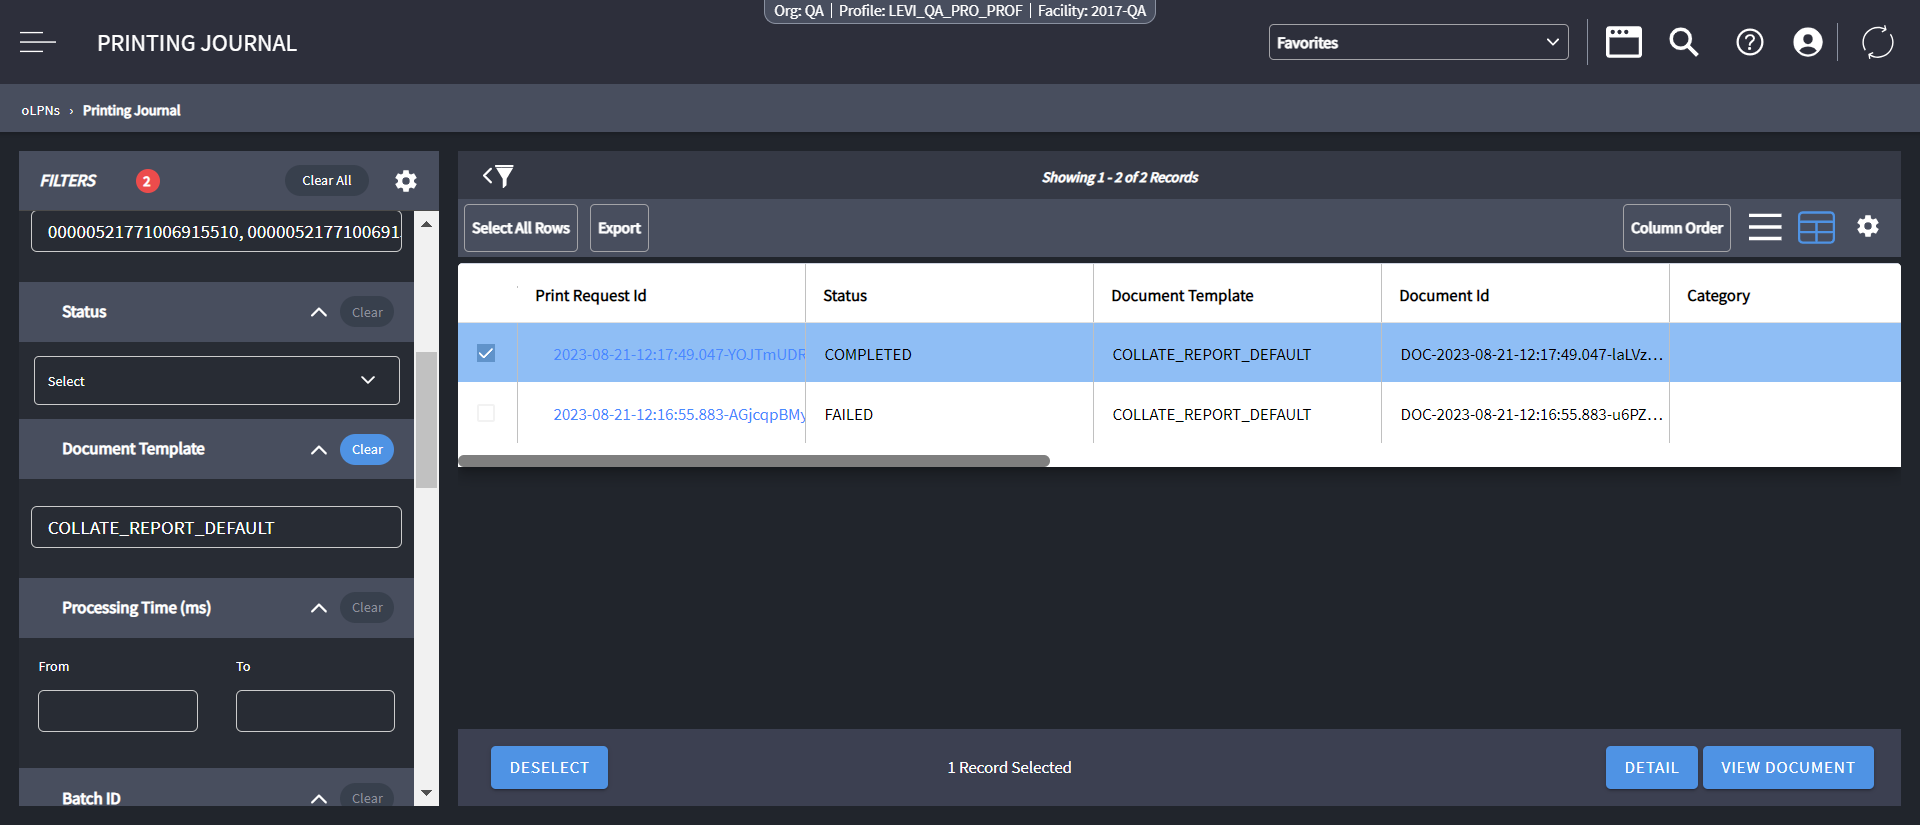 Org: QA | Profile: LEVI_QA_PRO_PROF | Facility: 2017-QA
PRINTING JOURNAL
Favorites
oLPNs › Printing Journal
FILTERS 2 Clear All
00000521771006915510, 0000052177100691
Status Clear
Select
Document Template Clear
COLLATE_REPORT_DEFAULT
Processing Time (ms) Clear
From To
Batch ID Clear
Showing 1 - 2 of 2 Records
Select All Rows Export Column Order
Print Request Id Status Document Template Document Id Category
2023-08-21-12:17:49.047-YOJTmUDR COMPLETED COLLATE_REPORT_DEFAULT DOC-2023-08-21-12:17:49.047-laLVz...
2023-08-21-12:16:55.883-AGjcqpBMy FAILED COLLATE_REPORT_DEFAULT DOC-2023-08-21-12:16:55.883-u6PZ...
DESELECT 1 Record Selected DETAIL VIEW DOCUMENT